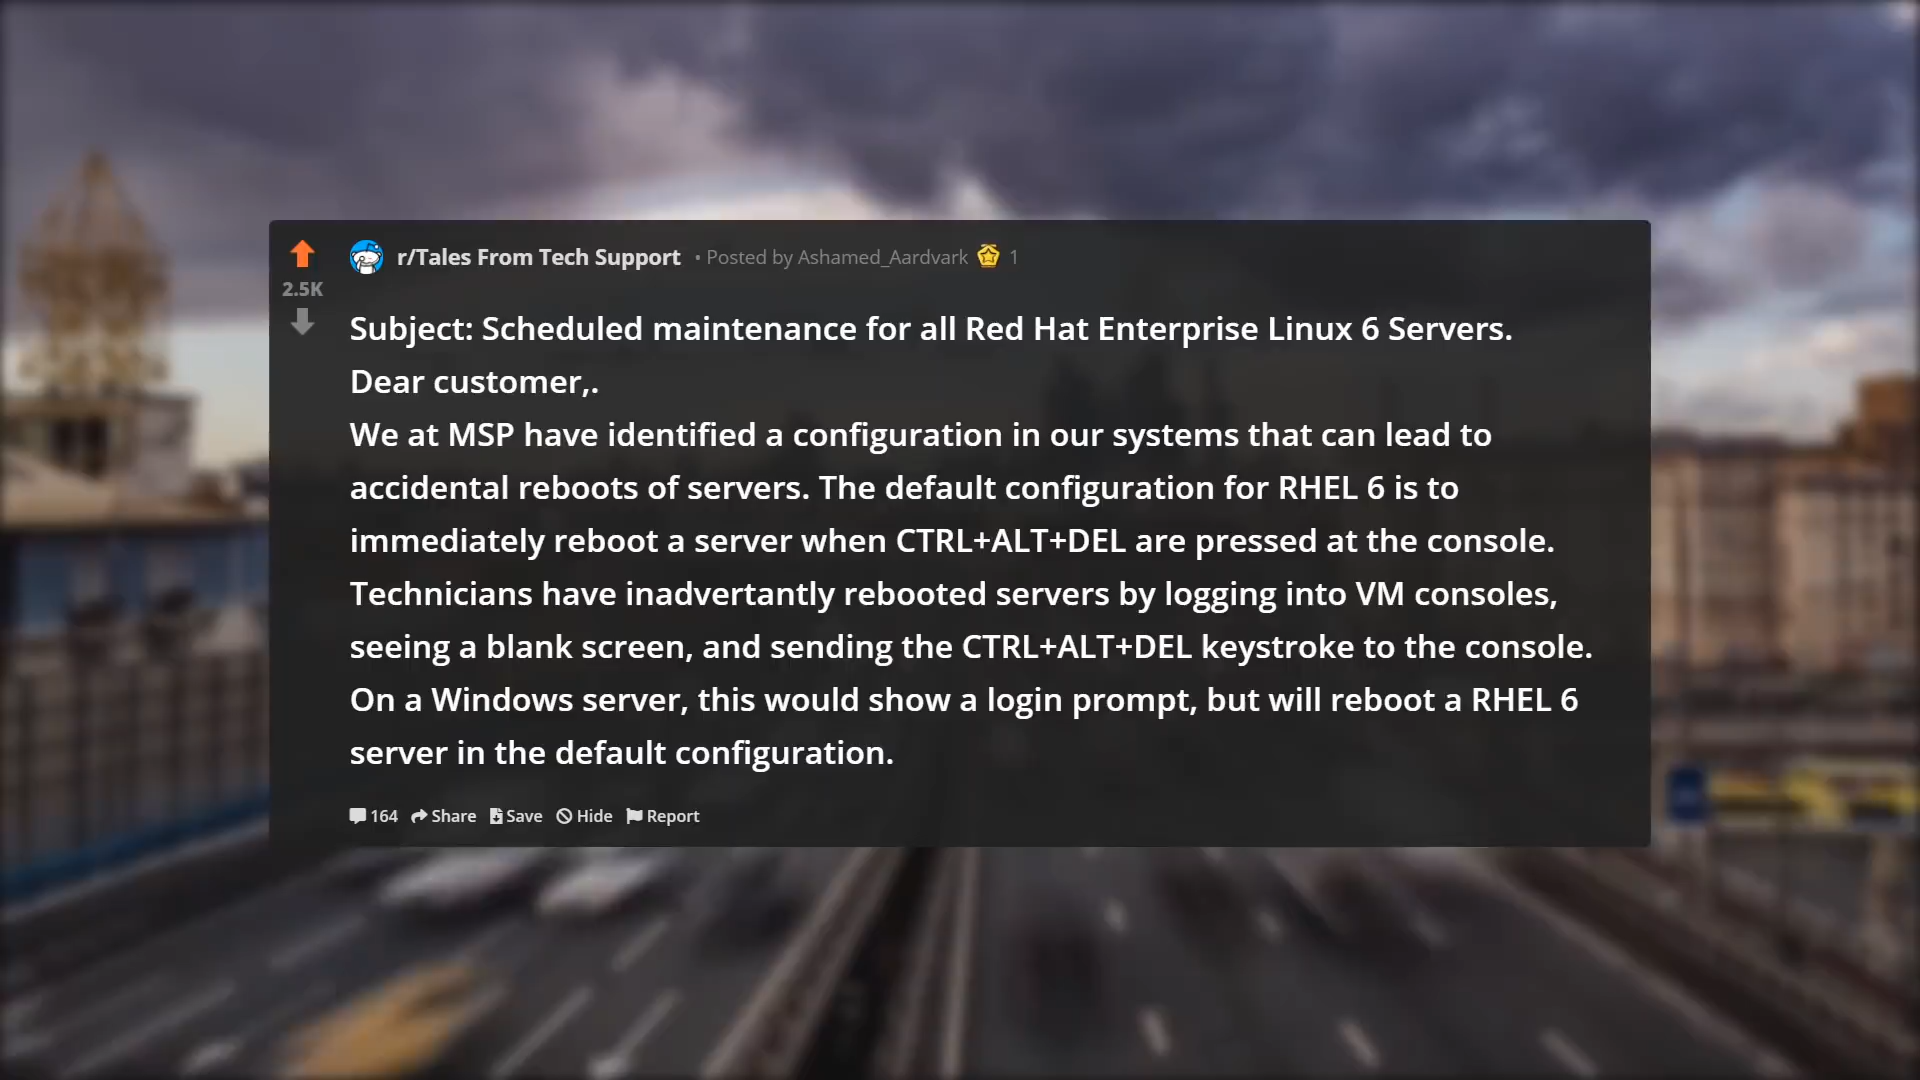 r/Tales From Tech Support • Posted by Ashamed_Aardvark 1
2.5K
Subject: Scheduled maintenance for all Red Hat Enterprise Linux 6 Servers.
Dear customer,.
We at MSP have identified a configuration in our systems that can lead to
accidental reboots of servers. The default configuration for RHEL 6 is to
immediately reboot a server when CTRL+ALT+DEL are pressed at the console.
Technicians have inadvertantly rebooted servers by logging into VM consoles,
seeing a blank screen, and sending the CTRL+ALT+DEL keystroke to the console.
On a Windows server, this would show a login prompt, but will reboot a RHEL 6
server in the default configuration.
164 Share Save Hide Report